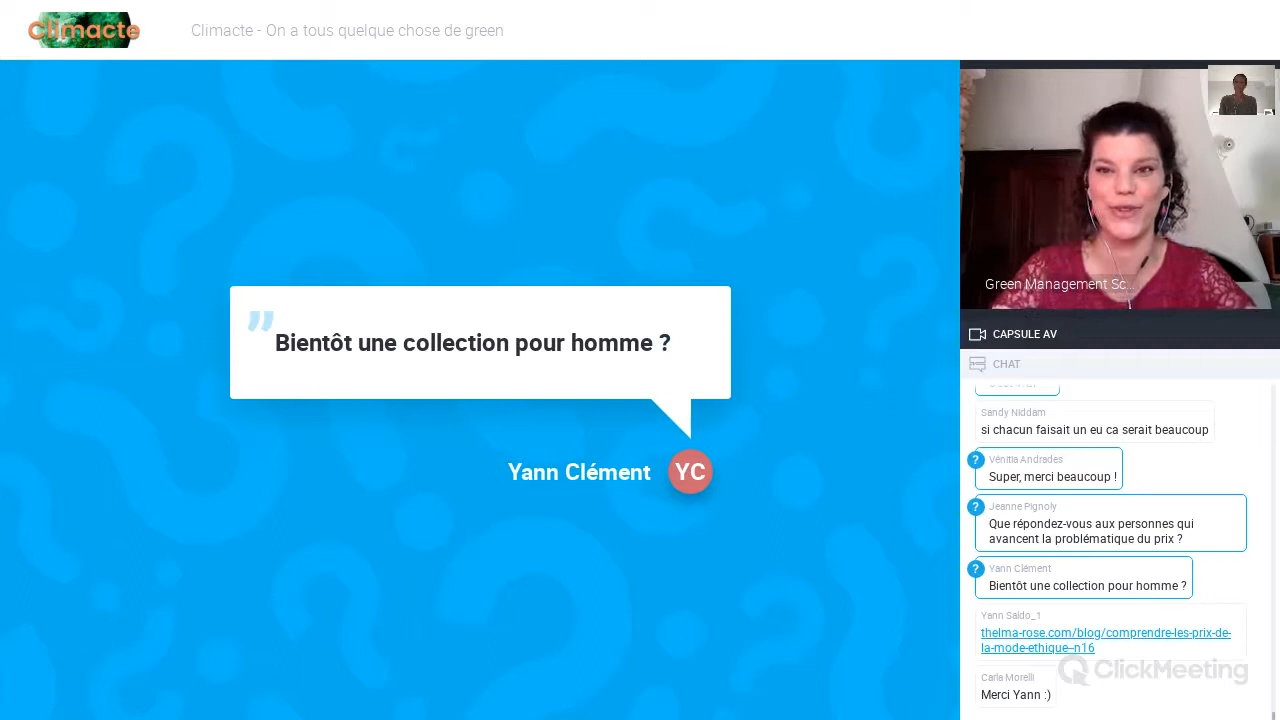 Climacte
Climacte - On a tous quelque chose de green
Bientôt une collection pour homme ?
Yann Clément
YC
Green Management Sc...
CAPSULE AV
CHAT
Sandy Niddam
si chacun faisait un eu ca serait beaucoup
?
Vénitia Andrades
Super, merci beaucoup !
?
Jeanne Pignoly
Que répondez-vous aux personnes qui
avancent la problématique du prix ?
?
Yann Clément
Bientôt une collection pour homme ?
Yann Saido_1
thelma-rose.com/blog/comprendre-les-prix-de-
la-mode-ethique--n16
ClickMeeting
Carla Morelli
Merci Yann :)